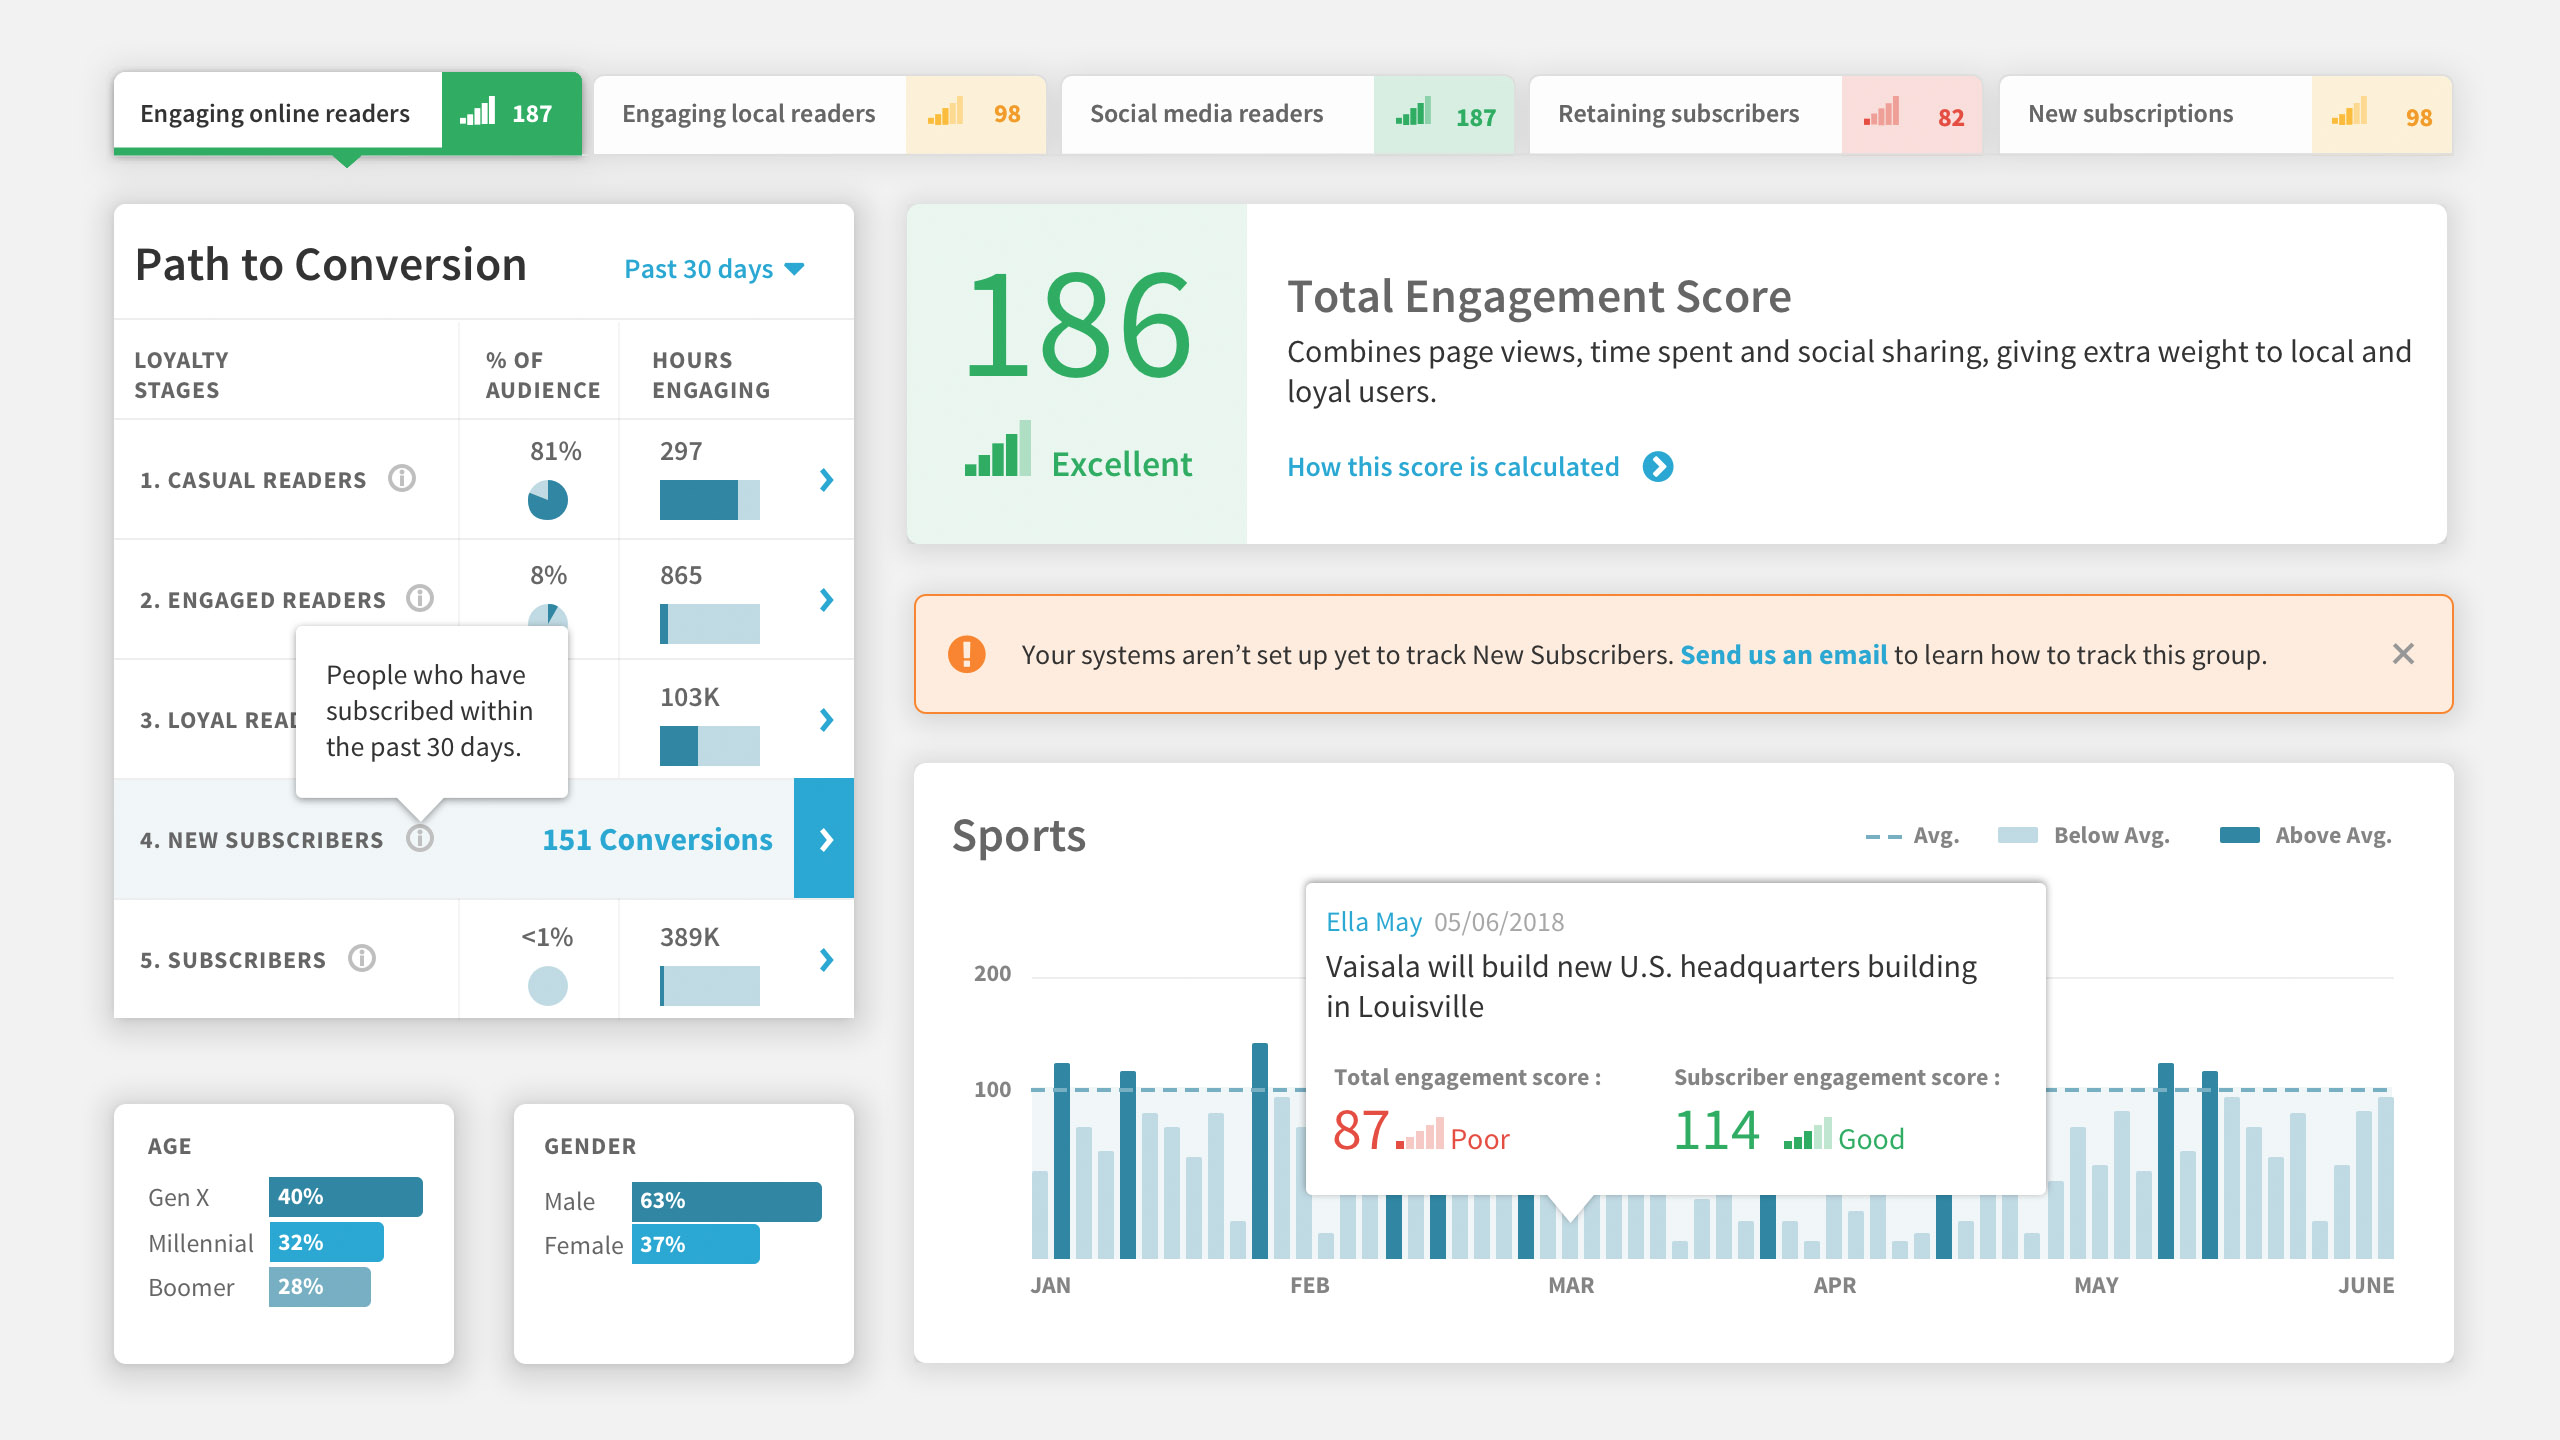 Engaging online readers 187
Engaging local readers 98
Social media readers 187
Retaining subscribers 82
New subscriptions 98
Path to Conversion
Past 30 days
LOYALTY
STAGES
% OF
AUDIENCE
HOURS
ENGAGING
1. CASUAL READERS
81%
297
2. ENGAGED READERS
8%
865
People who have
subscribed within
the past 30 days.
3. LOYAL
103K
4. NEW SUBSCRIBERS
151 Conversions
5. SUBSCRIBERS
<1%
389K
AGE
Gen X 40%
Millennial 32%
Boomer 28%
GENDER
Male 63%
Female 37%
186
Excellent
Total Engagement Score
Combines page views, time spent and social sharing, giving extra weight to local and
loyal users.
How this score is calculated
Your systems aren’t set up yet to track New Subscribers. Send us an email to learn how to track this group.
Sports
Avg.
Below Avg.
Above Avg.
200
100
Ella May 05/06/2018
Vaisala will build new U.S. headquarters building
in Louisville
Total engagement score :
87 Poor
Subscriber engagement score :
114 Good
JAN FEB MAR APR MAY JUNE